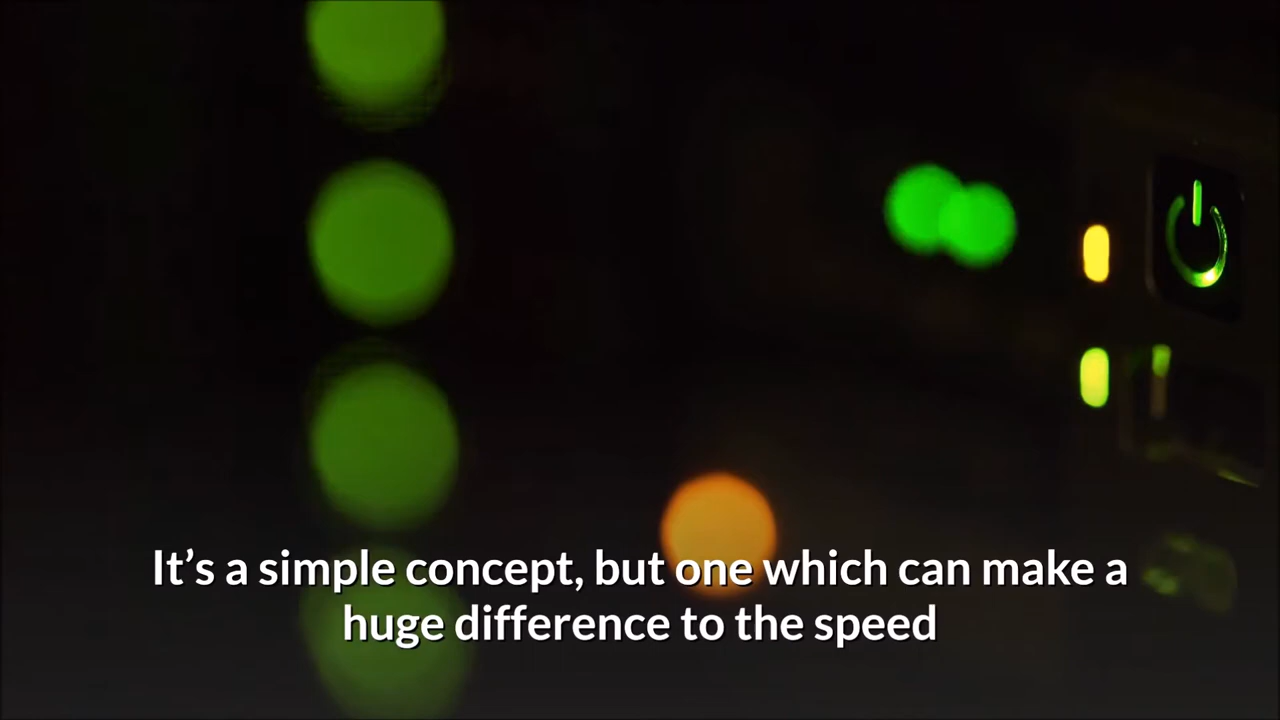 It’s a simple concept, but one which can make a
huge difference to the speed